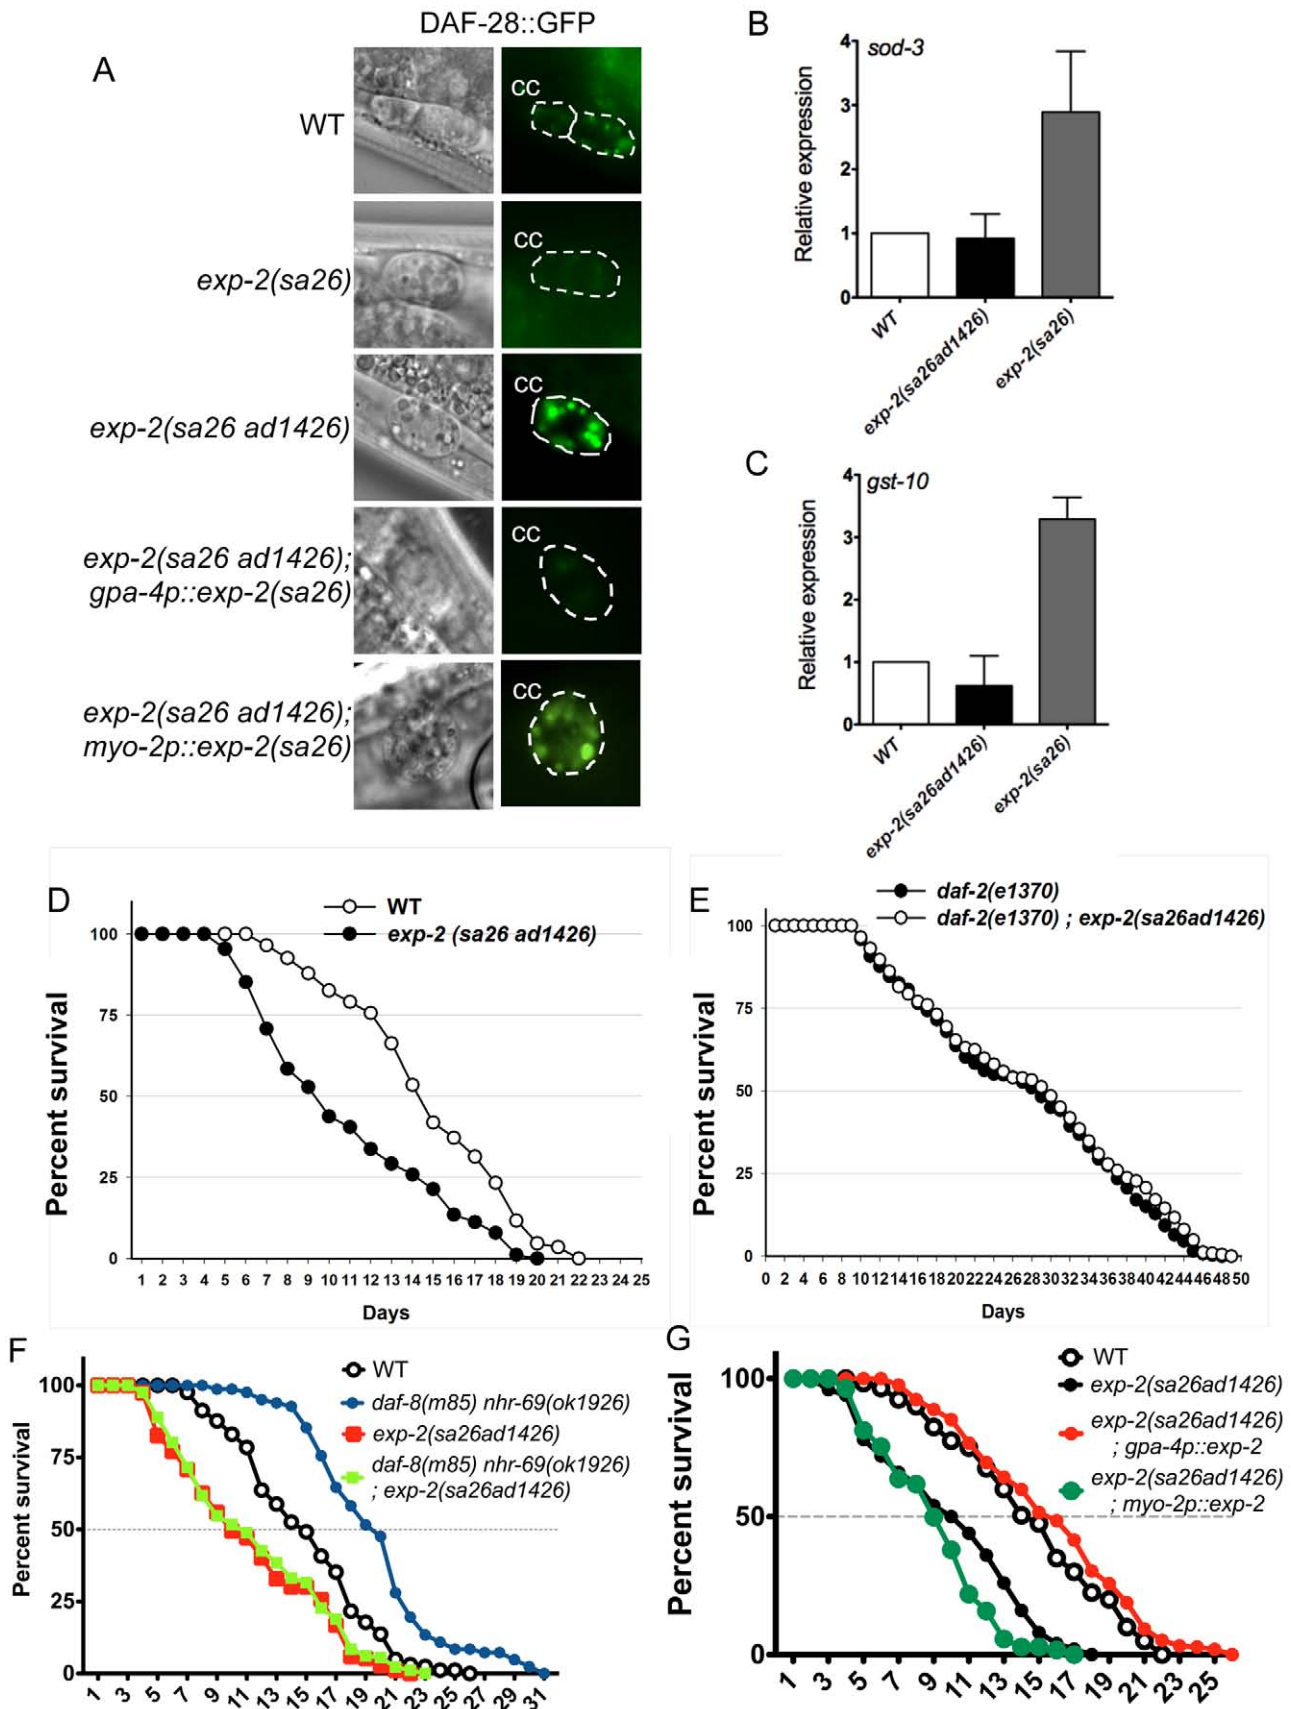 DAF-28::GFP
A
WT
CC
exp-2(sa26)
CC
exp-2(sa26 ad1426)
CC
exp-2(sa26 ad1426);
gpa-4p::exp-2(sa26)
CC
exp-2(sa26 ad1426);
myo-2p::exp-2(sa26)
CC
B
sod-3
Relative expression
4
3
2
1
0
WT
exp-2(sa26ad1426)
exp-2(sa26)
C
gst-10
Relative expression
4
3
2
1
0
WT
exp-2(sa26ad1426)
exp-2(sa26)
D
WT
exp-2 (sa26 ad1426)
Percent survival
100
75
50
25
0
1 2 3 4 5 6 7 8 9 10 11 12 13 14 15 16 17 18 19 20 21 22 23 24 25
Days
E
daf-2(e1370)
daf-2(e1370) ; exp-2(sa26ad1426)
Percent survival
100
75
50
25
0
0 2 4 6 8 10 12 14 16 18 20 22 24 26 28 30 32 34 36 38 40 42 44 46 48 50
Days
F
WT
daf-8(m85) nhr-69(ok1926)
exp-2(sa26ad1426)
daf-8(m85) nhr-69(ok1926)
; exp-2(sa26ad1426)
Percent survival
100
75
50
25
0
1 3 5 7 9 11 13 15 17 19 21 23 25 27 29 31
G
WT
exp-2(sa26ad1426)
exp-2(sa26ad1426)
; gpa-4p::exp-2
exp-2(sa26ad1426)
; myo-2p::exp-2
Percent survival
100
50
0
1 3 5 7 9 11 13 15 17 19 21 23 25